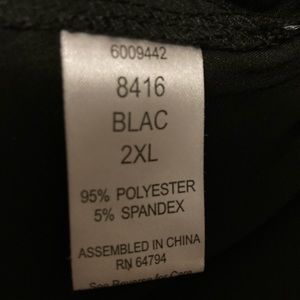 6009442
8416
BLAC
2XL
95% POLYESTER
5% SPANDEX
ASSEMBLED IN CHINA
RN 64794
See Reverse for Care